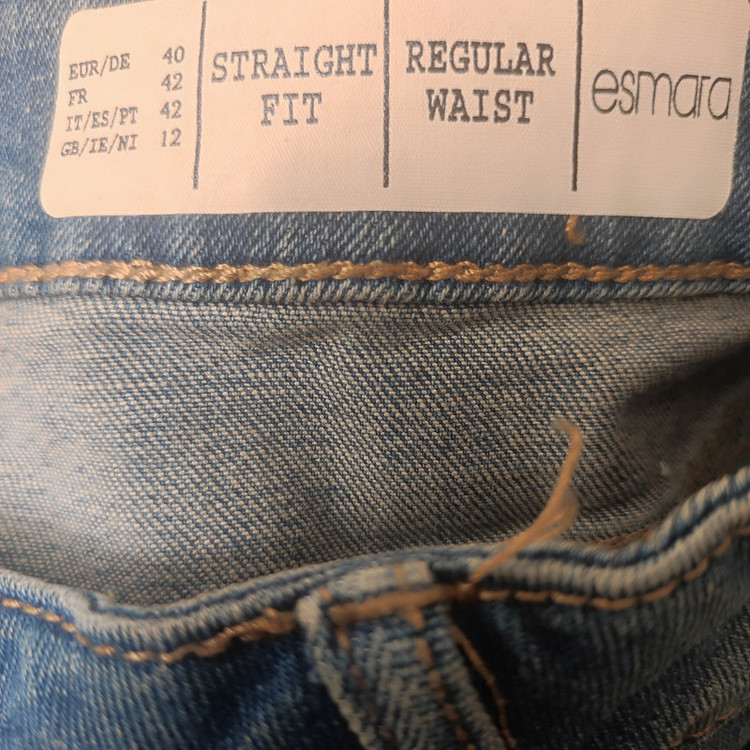 EUR/DE 40
FR 42
IT/ES/PT 42
GB/IE/NI 12
STRAIGHT
FIT
REGULAR
WAIST
esmara